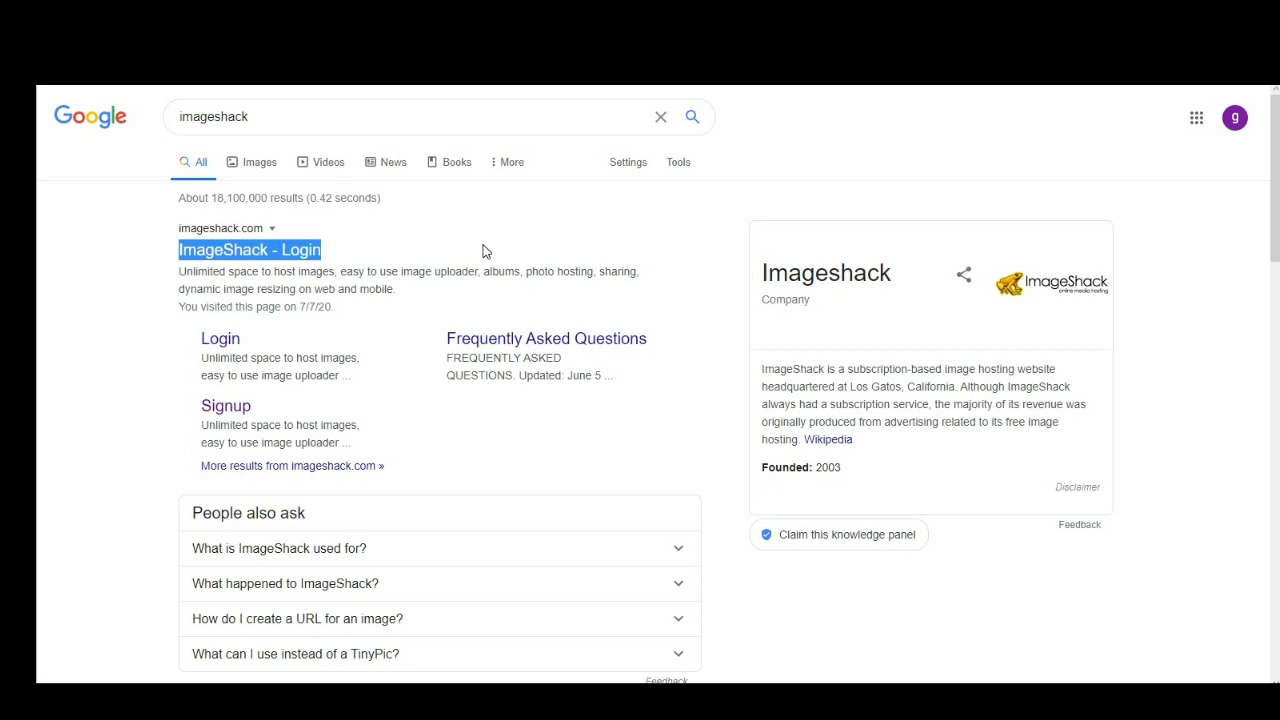 Google
imageshack
g
All
Images
Videos
News
Books
More
Settings
Tools
About 18,100,000 results (0.42 seconds)
imageshack.com
ImageShack - Login
Unlimited space to host images, easy to use image uploader, albums, photo hosting, sharing,
dynamic image resizing on web and mobile.
You visited this page on 7/7/20.
Login
Unlimited space to host images,
easy to use image uploader ...
Frequently Asked Questions
FREQUENTLY ASKED
QUESTIONS. Updated: June 5 ...
Signup
Unlimited space to host images,
easy to use image uploader ...
More results from imageshack.com »
People also ask
What is ImageShack used for?
What happened to ImageShack?
How do I create a URL for an image?
What can I use instead of a TinyPic?
Feedback
Imageshack
Company
ImageShack
online media hosting
ImageShack is a subscription-based image hosting website
headquartered at Los Gatos, California. Although ImageShack
always had a subscription service, the majority of its revenue was
originally produced from advertising related to its free image
hosting. Wikipedia
Founded: 2003
Disclaimer
Feedback
Claim this knowledge panel